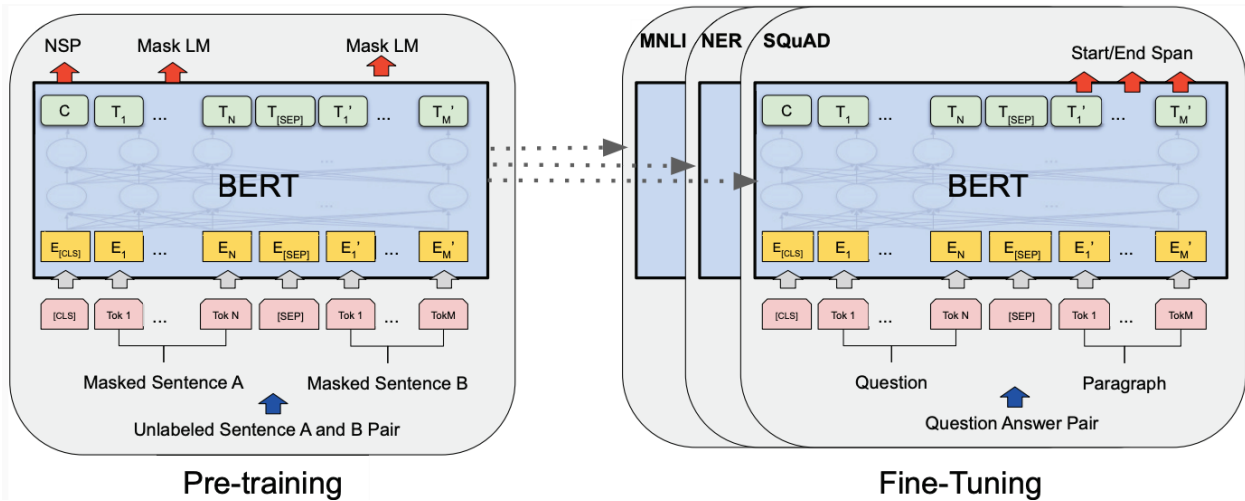 NSP Mask LM Mask LM
C T1 ... TN T[SEP] T1' ... TM'
...
BERT
...
E[CLS] E1 ... EN E[SEP] E1' ... EM'
[CLS] Tok 1 ... Tok N [SEP] Tok 1 ... TokM
Masked Sentence A Masked Sentence B
Unlabeled Sentence A and B Pair
Pre-training
MNLI NER SQuAD
Start/End Span
C T1 ... TN T[SEP] T1' ... TM'
...
BERT
...
E[CLS] E1 ... EN E[SEP] E1' ... EM'
[CLS] Tok 1 ... Tok N [SEP] Tok 1 ... TokM
Question Paragraph
Question Answer Pair
Fine-Tuning